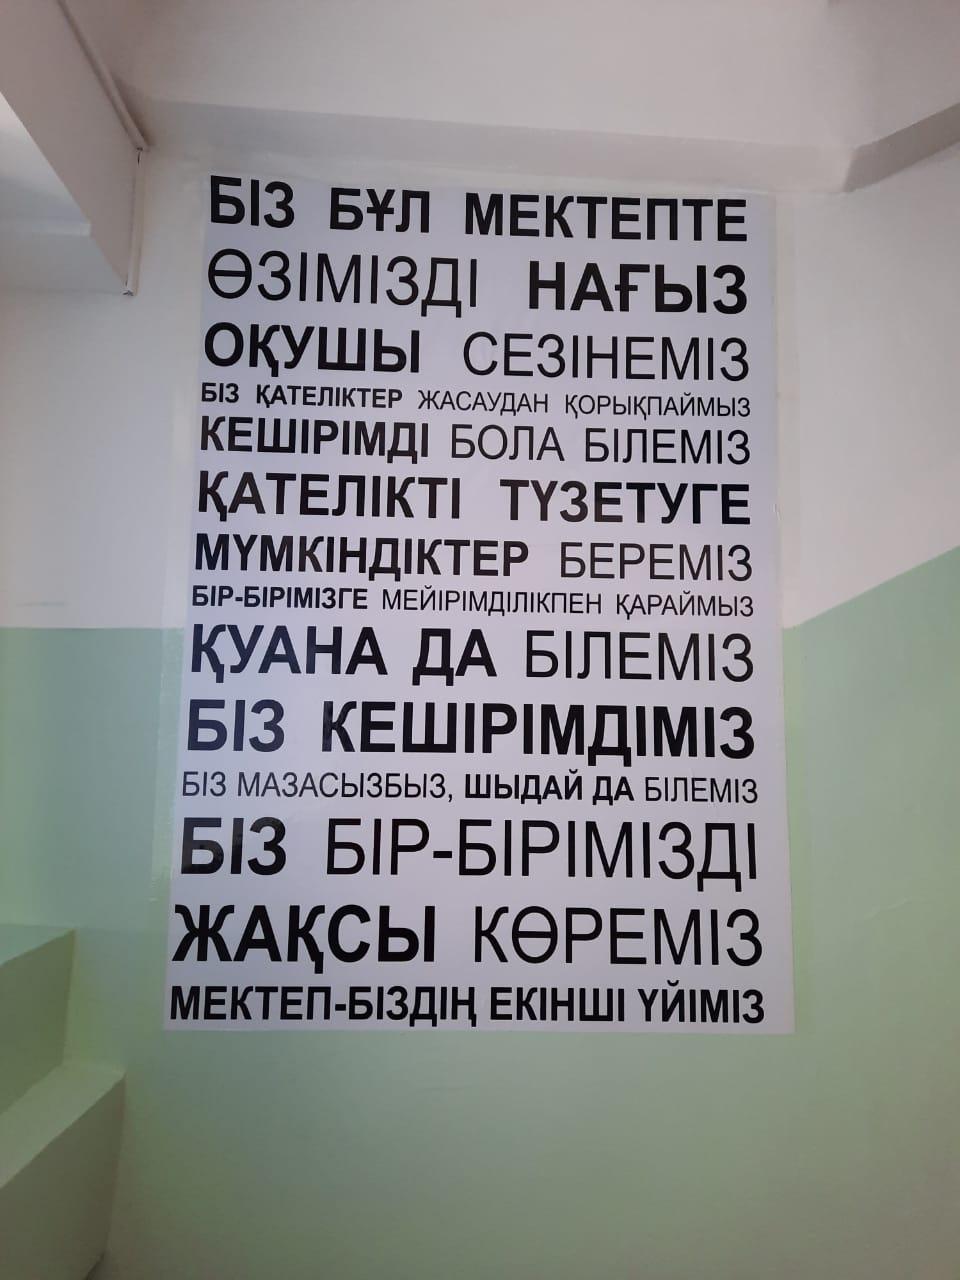 БІЗ БҰЛ МЕКТЕПТЕ
ӨЗІМІЗДІ НАҒЫЗ
ОҚУШЫ СЕЗІНЕМІЗ
БІЗ ҚАТЕЛІКТЕР ЖАСАУДАН ҚОРЫҚПАЙМЫЗ
КЕШІРІМДІ БОЛА БІЛЕМІЗ
ҚАТЕЛІКТІ ТҮЗЕТУГЕ
МҮМКІНДІКТЕР БЕРЕМІЗ
БІР-БІРІМІЗГЕ МЕЙІРІМДІЛІКПЕН ҚАРАЙМЫЗ
ҚУАНА ДА БІЛЕМІЗ
БІЗ КЕШІРІМДІМІЗ
БІЗ МАЗАСЫЗБЫЗ, ШЫДАЙ ДА БІЛЕМІЗ
БІЗ БІР-БІРІМІЗДІ
ЖАҚСЫ КӨРЕМІЗ
МЕКТЕП-БІЗДІҢ ЕКІНШІ ҮЙІМІЗ